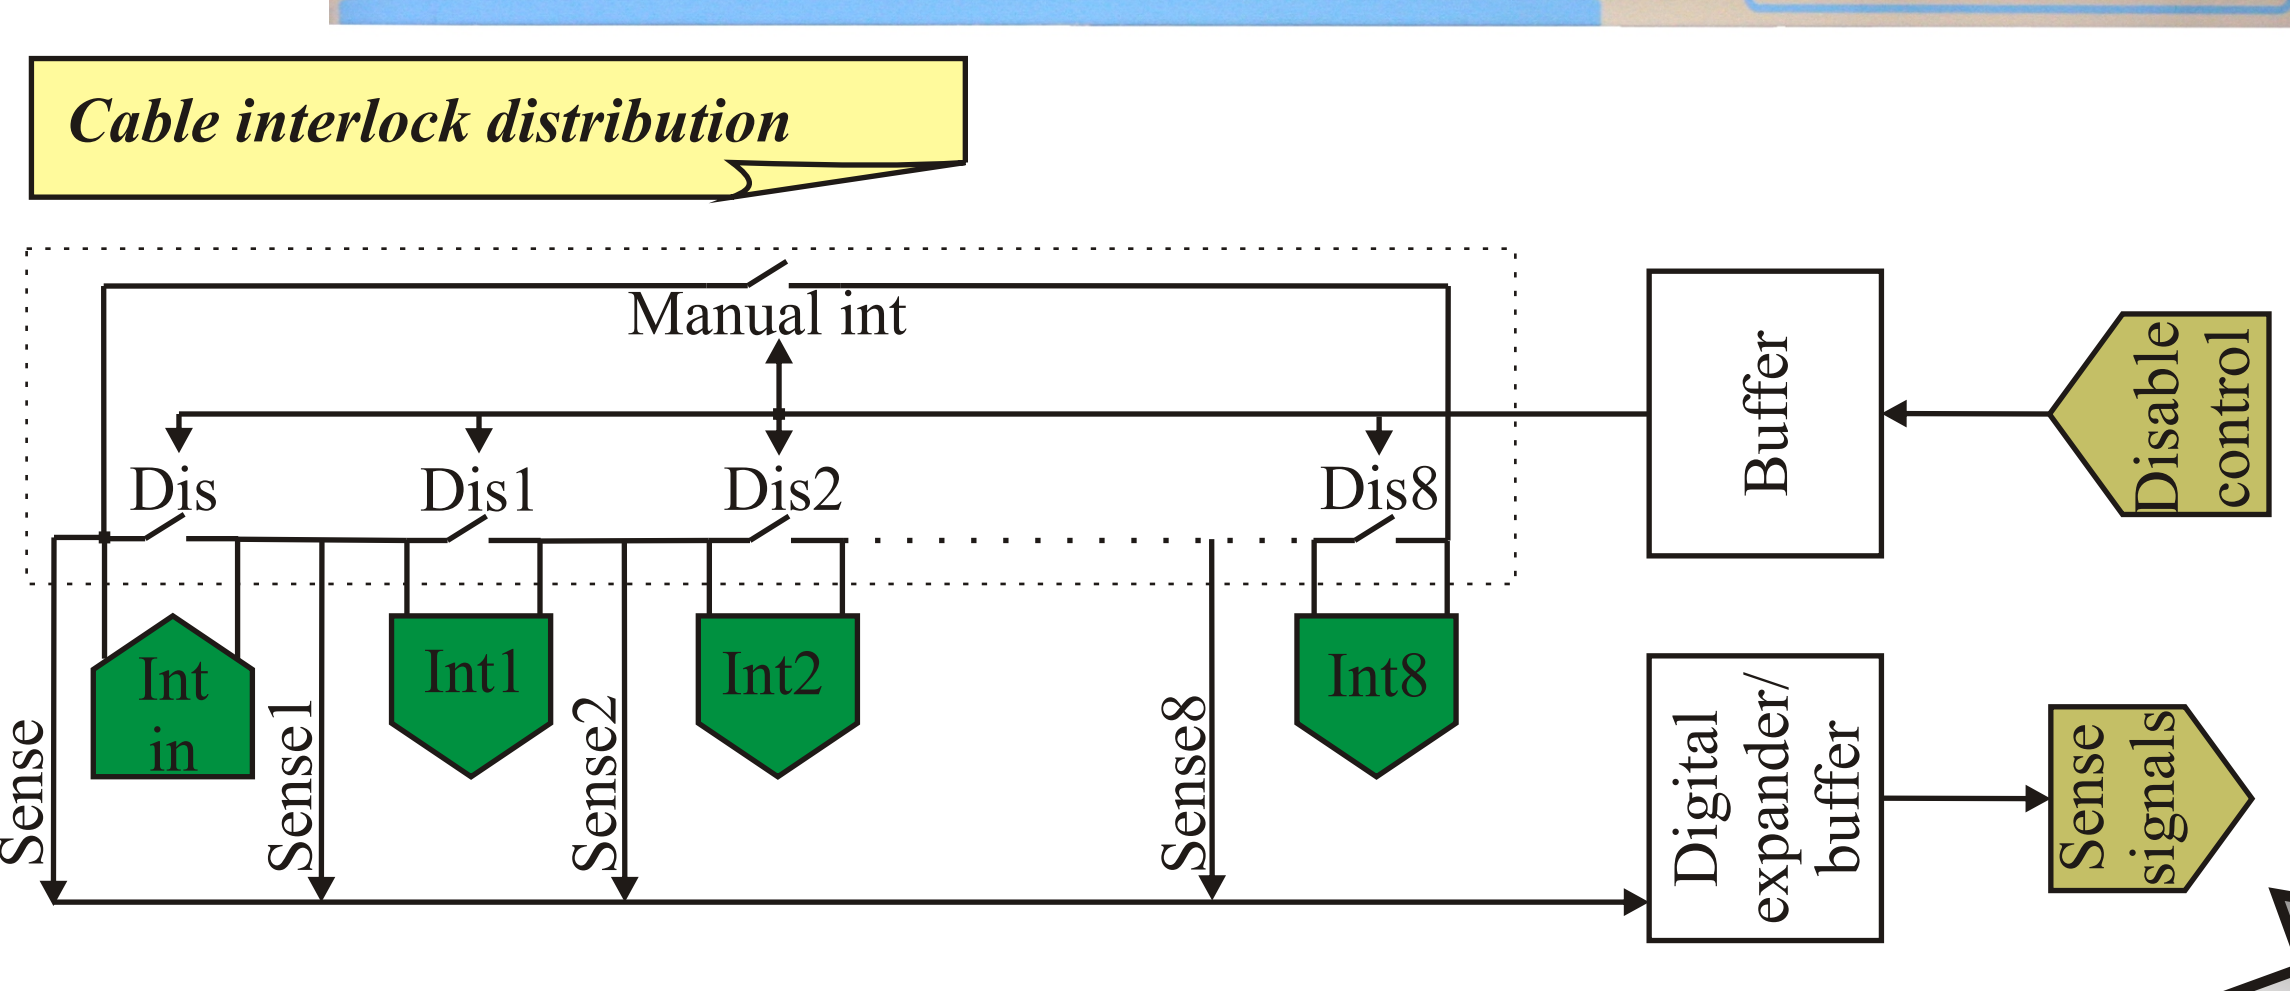 Cable interlock distribution
Manual int
Dis
Dis1
Dis2
Dis8
Buffer
Disable
control
Int
in
Int1
Int2
Int8
Sense
Sense1
Sense2
Sense8
Digital
expander/
buffer
Sense
signals